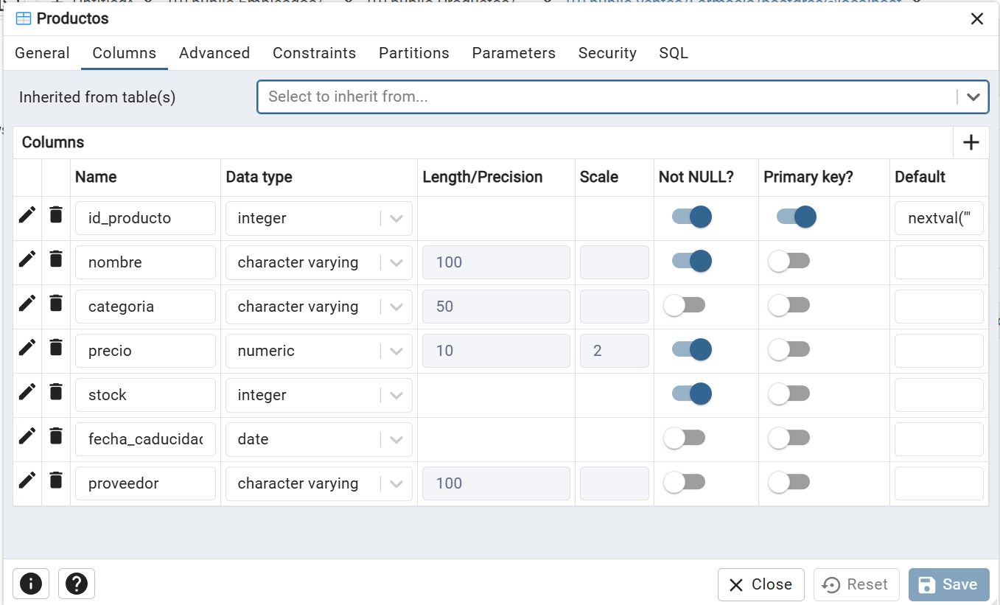 Productos
General Columns Advanced Constraints Partitions Parameters Security SQL
Inherited from table(s) Select to inherit from...
Columns
Name Data type Length/Precision Scale Not NULL? Primary key? Default
id_producto integer nextval('"
nombre character varying 100
categoria character varying 50
precio numeric 10 2
stock integer
fecha_caducidad date
proveedor character varying 100
Close Reset Save